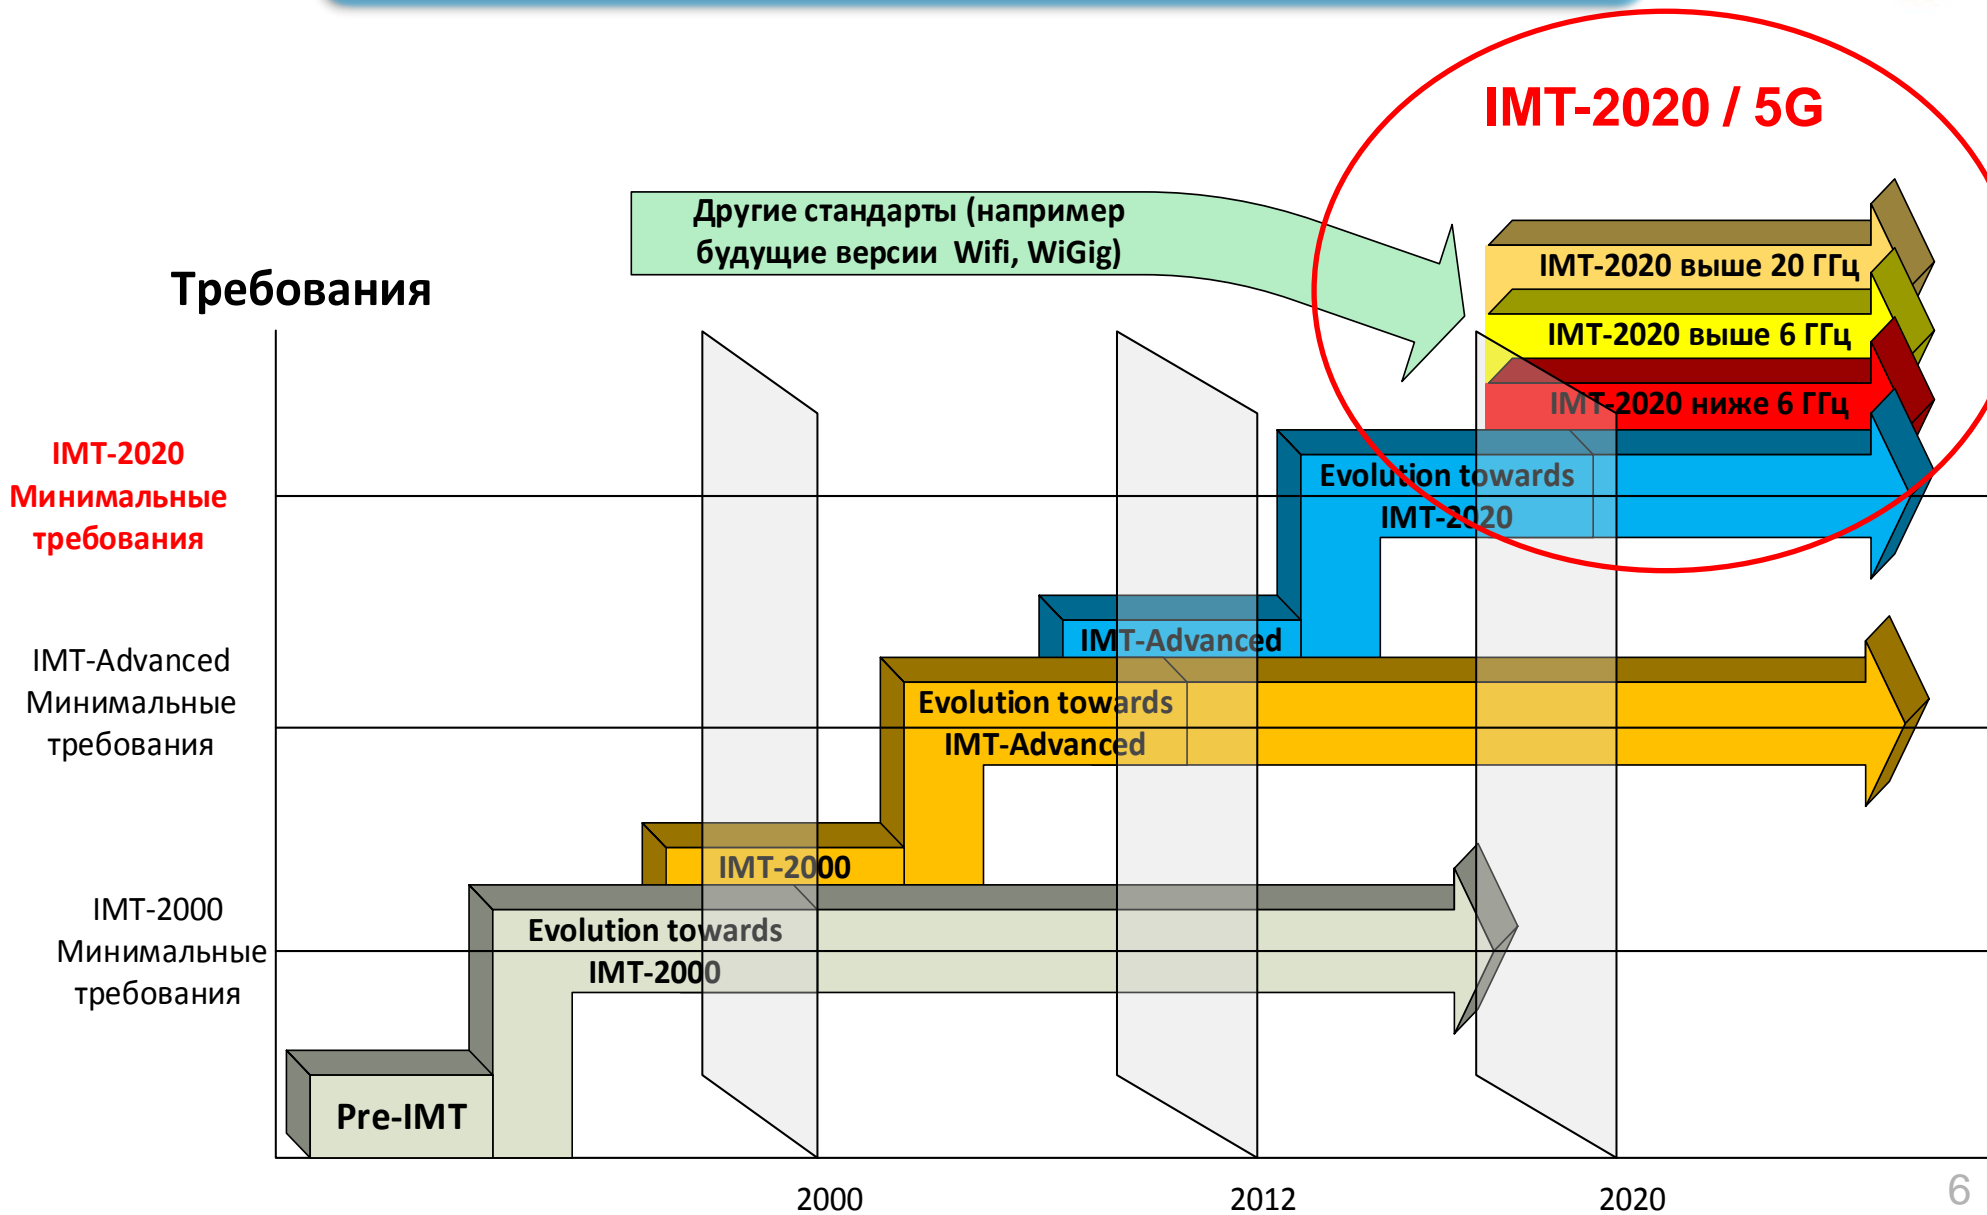 IMT-2020 / 5G
Другие стандарты (например
будущие версии Wifi, WiGig)
IMT-2020 выше 20 ГГц
Требования
IMT-2020 выше 6 ГГц
IMT-2020 ниже 6 ГГц
IMT-2020
Минимальные
требования
Evolution towards
IMT-2020
IMT-Advanced
Минимальные
требования
IMT-Advanced
Evolution towards
IMT-Advanced
IMT-2000
IMT-2000
Минимальные
требования
Evolution towards
IMT-2000
Pre-IMT
2000
2012
2020
6